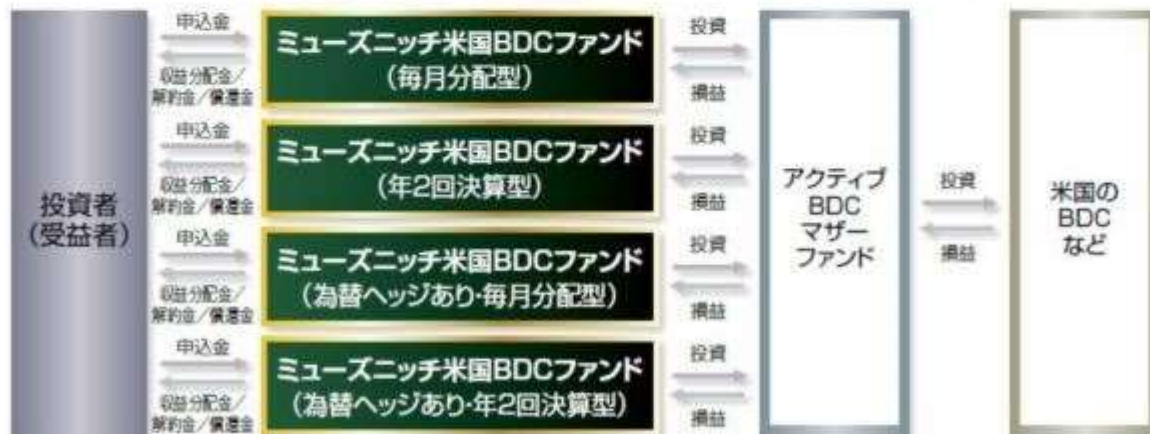 投資者
(受益者)
申込金
収益分配金/
解約金/償還金
ミューズニッチ米国BDCファンド
(毎月分配型)
投資
損益
申込金
収益分配金/
解約金/償還金
ミューズニッチ米国BDCファンド
(年2回決算型)
投資
損益
申込金
収益分配金/
解約金/償還金
ミューズニッチ米国BDCファンド
(為替ヘッジあり・毎月分配型)
投資
損益
申込金
収益分配金/
解約金/償還金
ミューズニッチ米国BDCファンド
(為替ヘッジあり・年2回決算型)
投資
損益
アクティブ
BDC
マザー
ファンド
投資
損益
米国の
BDC
など